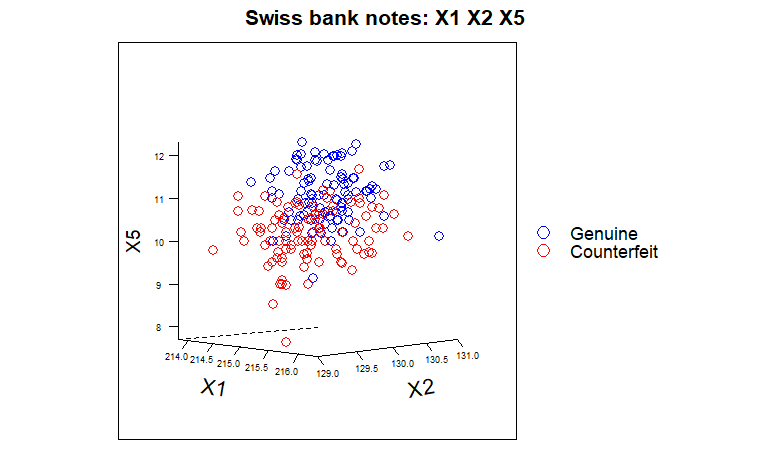 Swiss bank notes: X1 X2 X5
12
11
10
9
8
X5
214.0 214.5 215.0 215.5 216.0
129.0 129.5 130.0 130.5 131.0
X1
X2
Genuine
Counterfeit